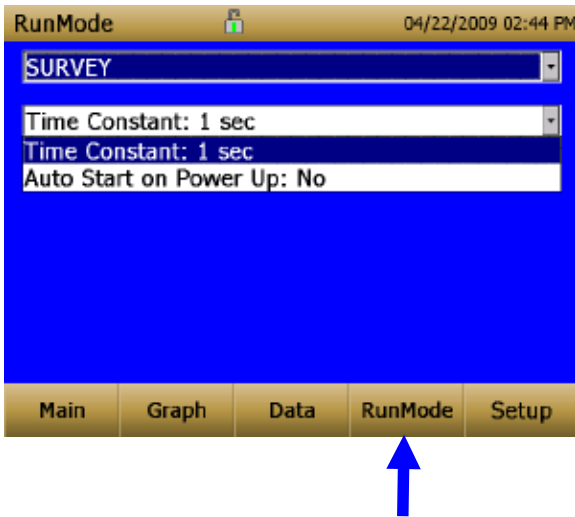 RunMode 04/22/2009 02:44 PM
SURVEY
Time Constant: 1 sec
Time Constant: 1 sec
Auto Start on Power Up: No
Main Graph Data RunMode Setup